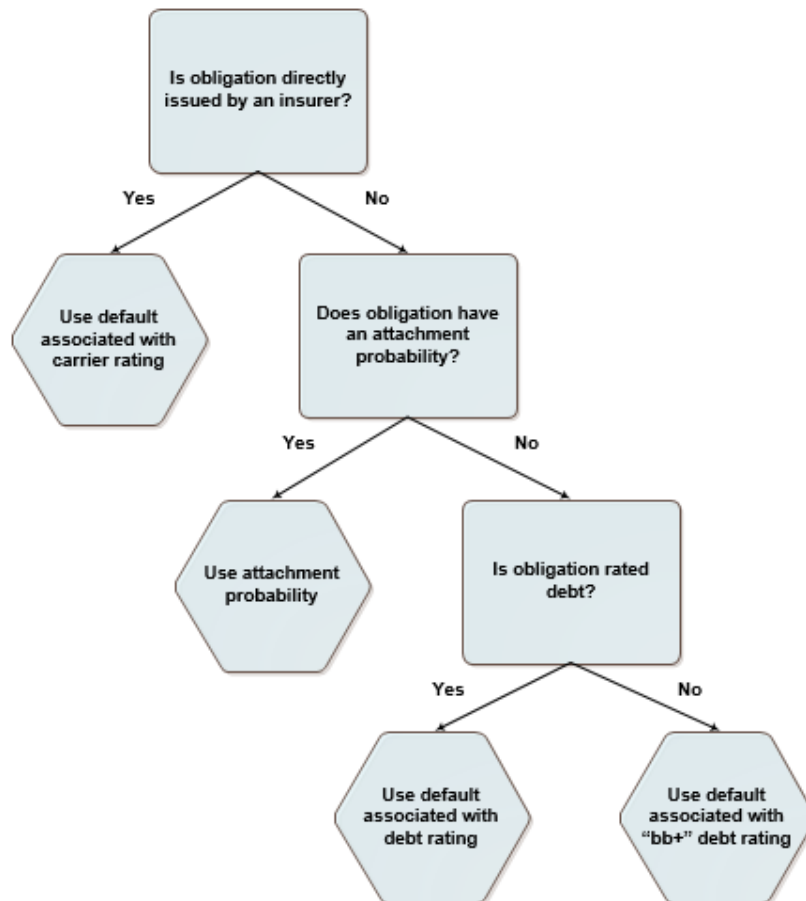 Is obligation directly
issued by an insurer?
Yes
No
Use default
associated with
carrier rating
Does obligation have
an attachment
probability?
Yes
No
Use attachment
probability
Is obligation rated
debt?
Yes
No
Use default
associated with
debt rating
Use default
associated with
“bb+” debt rating